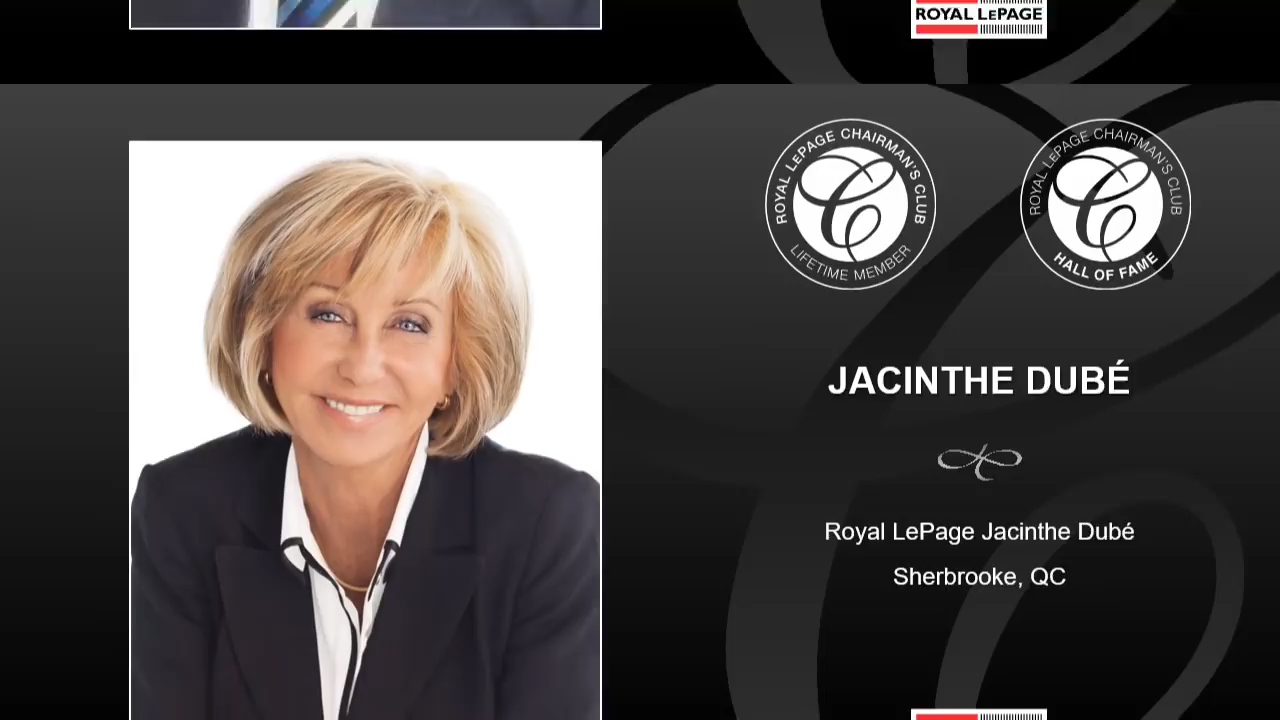 ROYAL LEPAGE
ROYAL LEPAGE CHAIRMAN'S CLUB
LIFETIME MEMBER
ROYAL LEPAGE CHAIRMAN'S CLUB
HALL OF FAME
JACINTHE DUBÉ
Royal LePage Jacinthe Dubé
Sherbrooke, QC